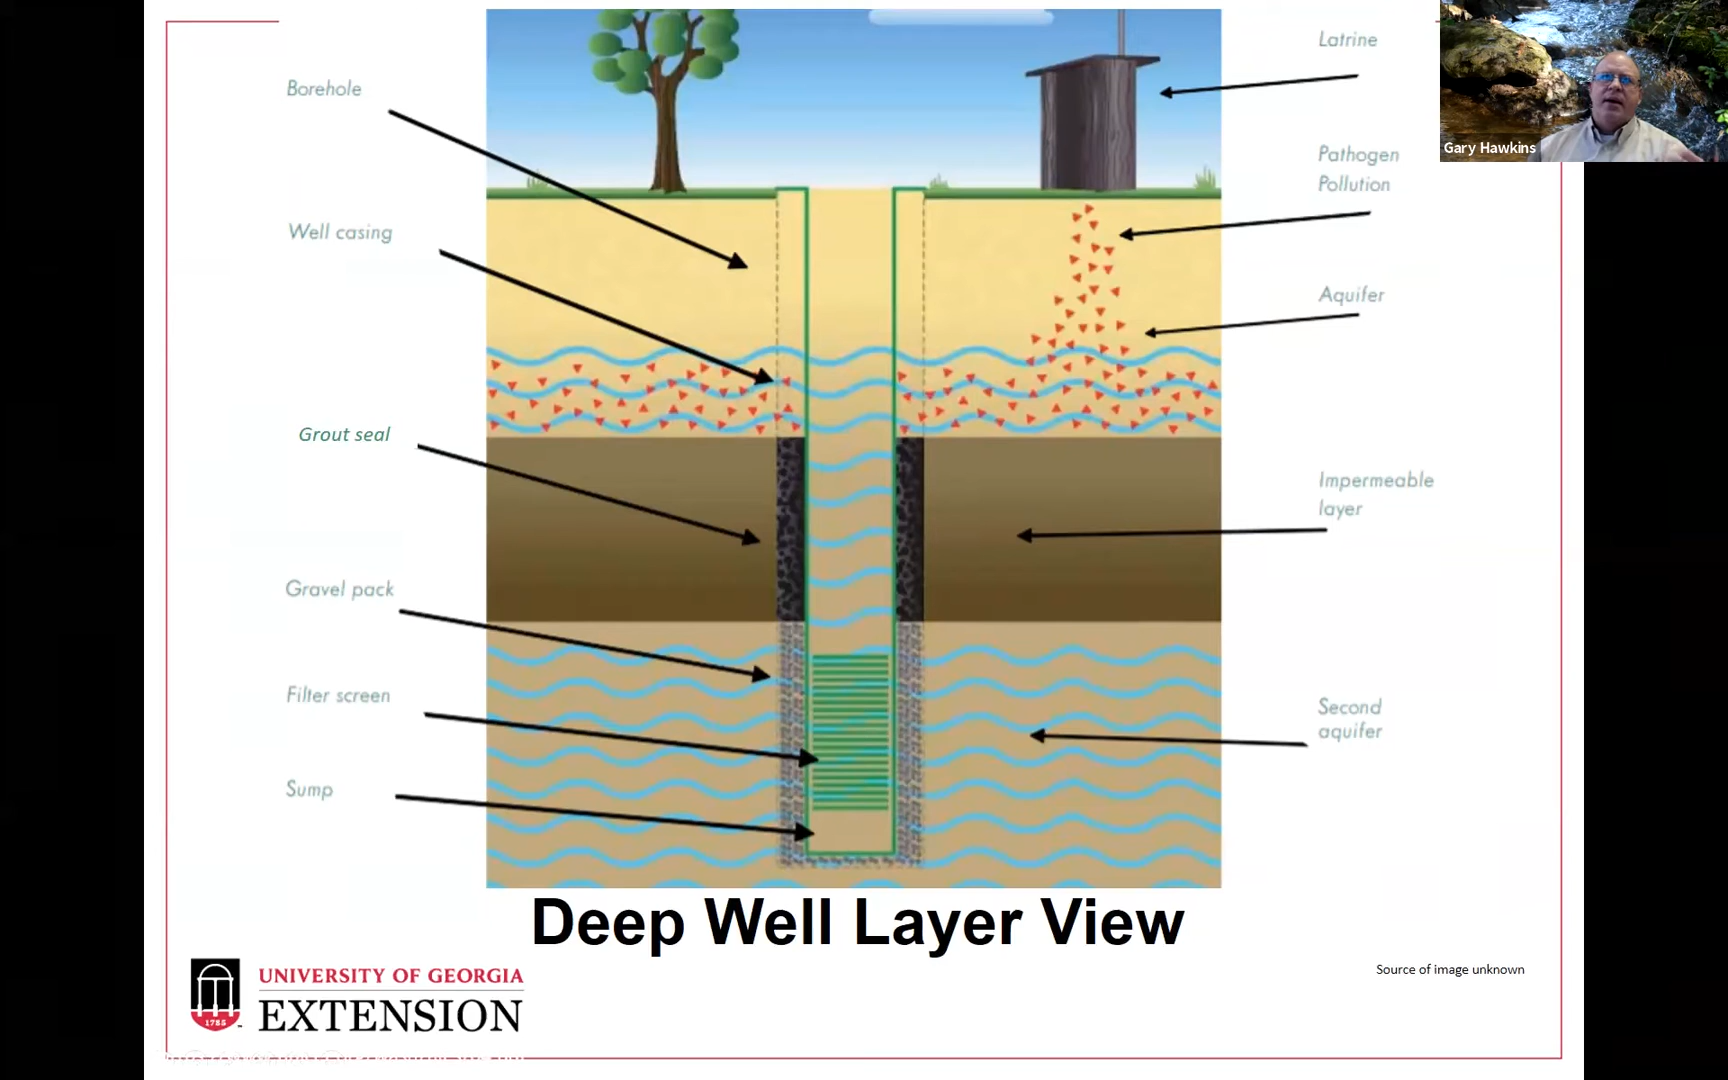 Borehole
Well casing
Grout seal
Gravel pack
Filter screen
Sump
Latrine
Pathogen
Pollution
Aquifer
Impermeable
layer
Second
aquifer
Gary Hawkins
Deep Well Layer View
Source of image unknown
1785
UNIVERSITY OF GEORGIA
EXTENSION